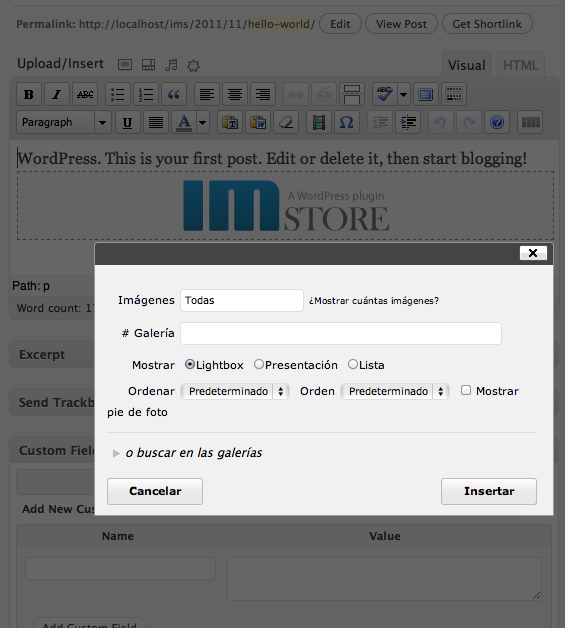 Permalink: http://localhost/ims/2011/11/hello-world/ Edit View Post Get Shortlink
Upload/Insert Visual HTML
B I ABC “ ABC
Paragraph U A T W Ω ?
WordPress. This is your first post. Edit or delete it, then start blogging!
im A WordPress plugin
STORE
Path: p
Word count: 1
Imágenes Todas ¿Mostrar cuántas imágenes?
# Galería
Mostrar Lightbox Presentación Lista
Ordenar Predeterminado Orden Predeterminado Mostrar
pie de foto
o buscar en las galerías
Cancelar Insertar
Excerpt
Send Trackb
Custom Field
Add New Cus
Name Value
Add Custom Field